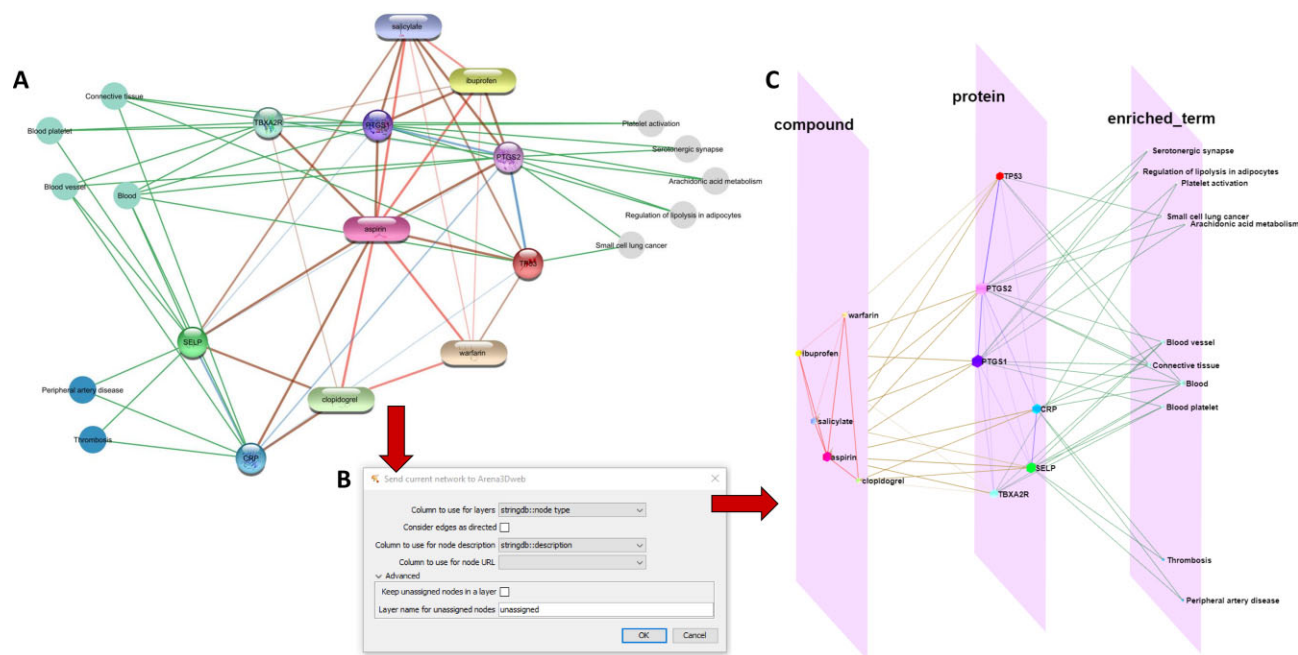 A
salicylate
ibuprofen
Connective tissue
TBXA2R
PTGS1
Platelet activation
Blood platelet
PTGS2
Serotonergic synapse
Blood vessel
Blood
Arachidonic acid metabolism
Regulation of lipolysis in adipocytes
aspirin
Small cell lung cancer
TP53
SELP
warfarin
Peripheral artery disease
clopidogrel
Thrombosis
CRP
B
Send current network to Arena3Dweb
Column to use for layers stringdb::node type
Consider edges as directed
Column to use for node description stringdb::description
Column to use for node URL
Advanced
Keep unassigned nodes in a layer
Layer name for unassigned nodes unassigned
OK Cancel
C
compound
protein
enriched_term
Serotonergic synapse
Regulation of lipolysis in adipocytes
TP53
Platelet activation
Small cell lung cancer
Arachidonic acid metabolism
PTGS2
warfarin
Blood vessel
ibuprofen
PTGS1
Connective tissue
Blood
CRP
Blood platelet
salicylate
aspirin
SELP
clopidogrel
TBXA2R
Thrombosis
Peripheral artery disease